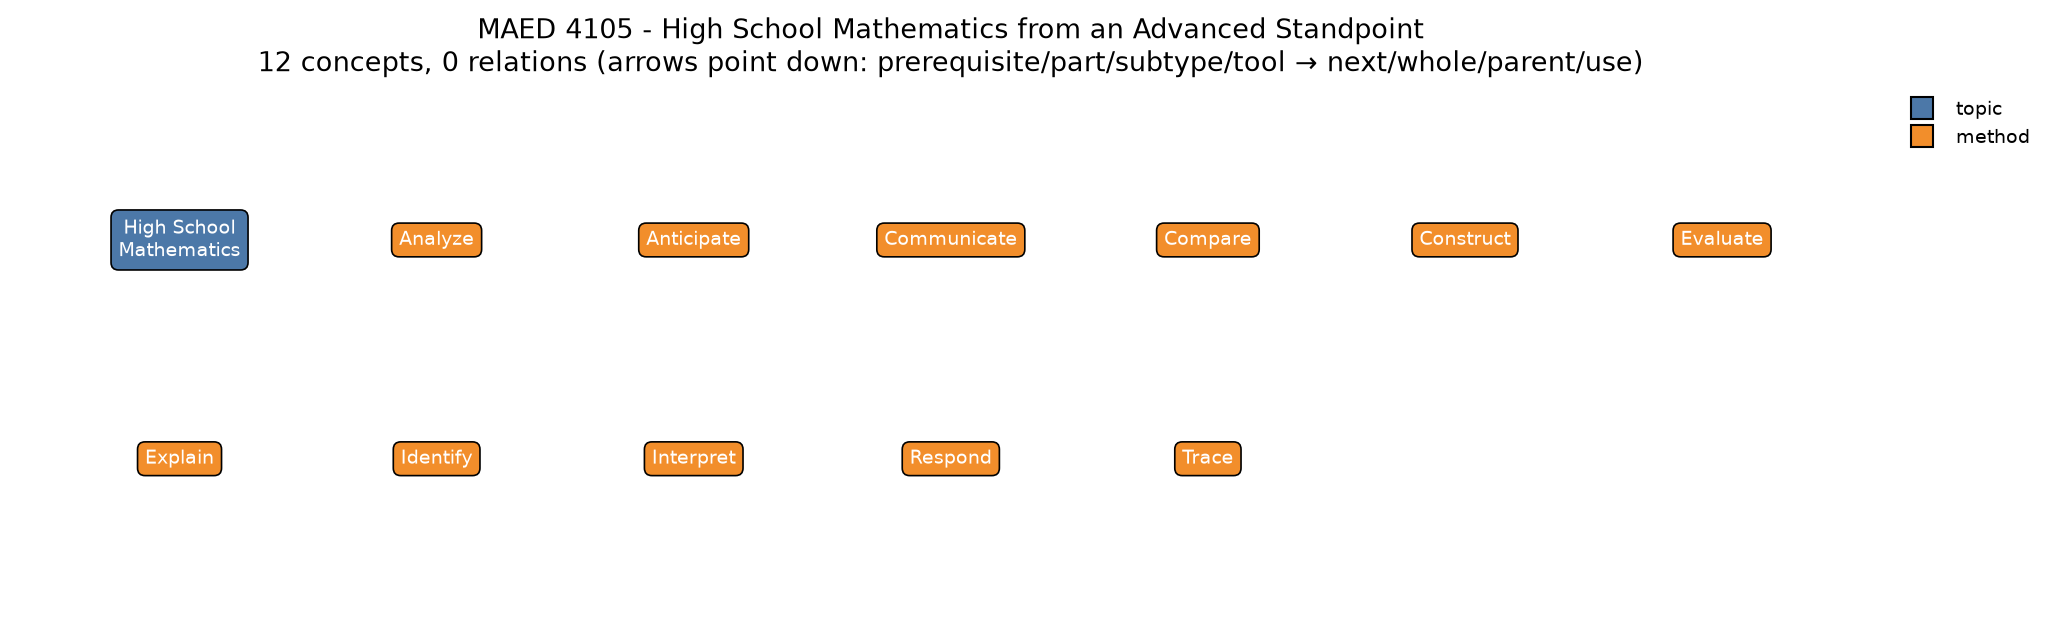 MAED 4105 - High School Mathematics from an Advanced Standpoint
12 concepts, 0 relations (arrows point down: prerequisite/part/subtype/tool → next/whole/parent/use)
topic
method
High School
Mathematics
Analyze
Anticipate
Communicate
Compare
Construct
Evaluate
Explain
Identify
Interpret
Respond
Trace